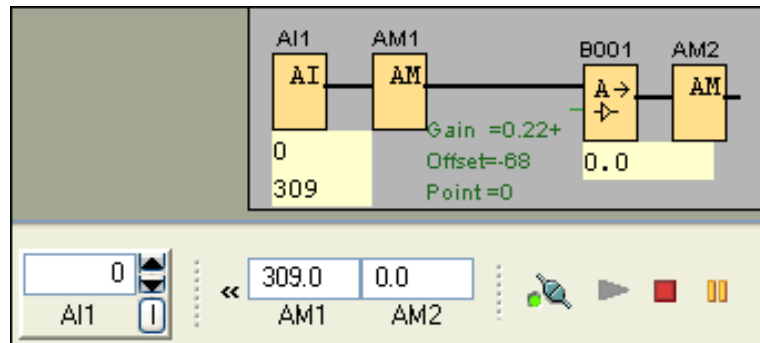 AI1 AM1 B001 AM2
AI AM A→ AM
Gain =0.22+
0 Offset=-68 0.0
309 Point =0
0 « 309.0 0.0
AI1 AM1 AM2